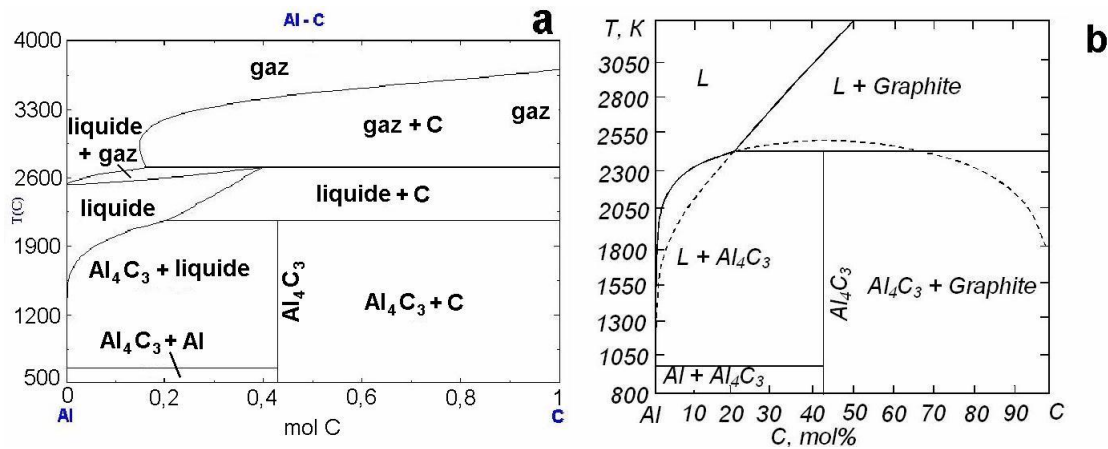 Al - C
a
4000
3300
2600
1900
1200
500
T(C)
gaz
gaz
gaz + C
liquide
+ gaz
liquide
liquide + C
Al₄C₃ + liquide
Al₄C₃
Al₄C₃ + C
Al₄C₃ + Al
0 0,2 0,4 0,6 0,8 1
Al C
mol C
b
T, K
3050
2800
2550
2300
2050
1800
1550
1300
1050
800
L
L + Graphite
L + Al₄C₃
Al₄C₃
Al₄C₃ + Graphite
Al + Al₄C₃
Al 10 20 30 40 50 60 70 80 90 C
C, mol%